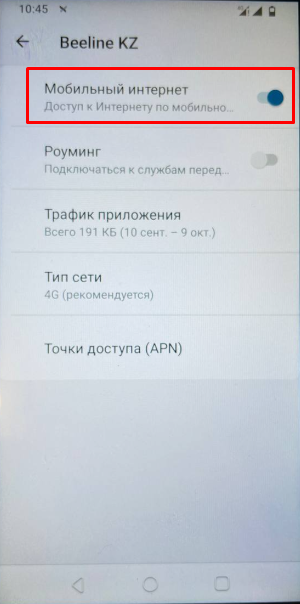 10:45
Beeline KZ
Мобильный интернет
Доступ к Интернету по мобильно...
Роуминг
Подключаться к службам перед...
Трафик приложения
Всего 191 КБ (10 сент. – 9 окт.)
Тип сети
4G (рекомендуется)
Точки доступа (APN)